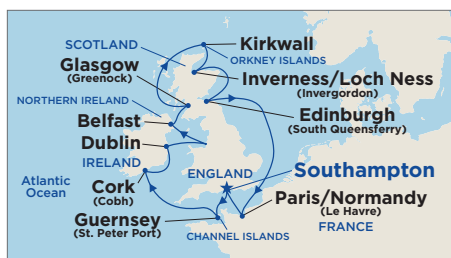 SCOTLAND
Kirkwall
ORKNEY ISLANDS
Glasgow
(Greenock)
Inverness/Loch Ness
(Invergordon)
NORTHERN IRELAND
Belfast
Edinburgh
(South Queensferry)
Dublin
IRELAND
ENGLAND
Southampton
Atlantic
Ocean
Cork
(Cobh)
Paris/Normandy
(Le Havre)
Guernsey
(St. Peter Port)
CHANNEL ISLANDS
FRANCE